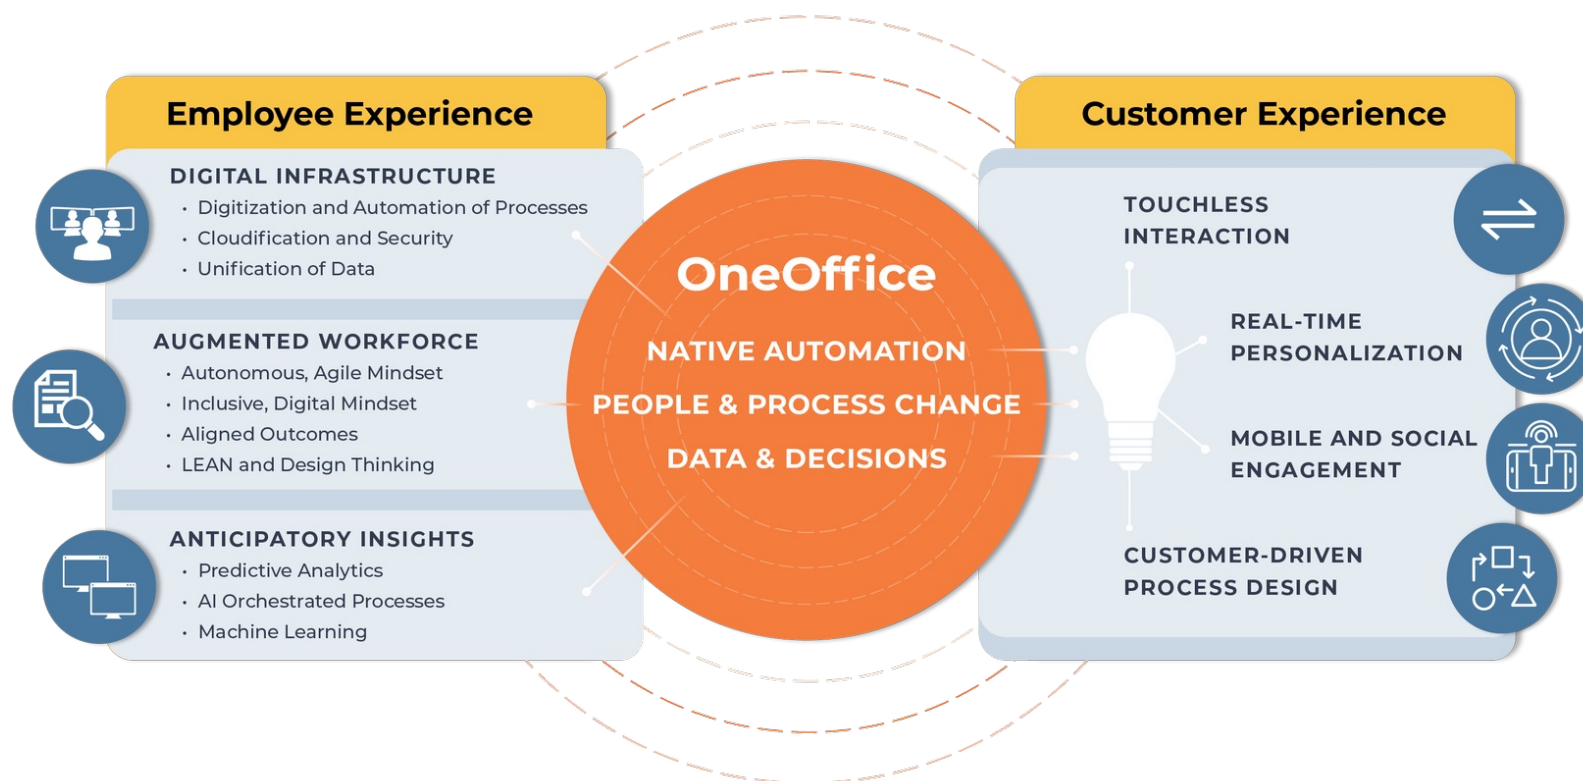 Employee Experience
DIGITAL INFRASTRUCTURE
• Digitization and Automation of Processes
• Cloudification and Security
• Unification of Data
AUGMENTED WORKFORCE
• Autonomous, Agile Mindset
• Inclusive, Digital Mindset
• Aligned Outcomes
• LEAN and Design Thinking
ANTICIPATORY INSIGHTS
• Predictive Analytics
• AI Orchestrated Processes
• Machine Learning
OneOffice
NATIVE AUTOMATION
PEOPLE & PROCESS CHANGE
DATA & DECISIONS
Customer Experience
TOUCHLESS
INTERACTION
REAL-TIME
PERSONALIZATION
MOBILE AND SOCIAL
ENGAGEMENT
CUSTOMER-DRIVEN
PROCESS DESIGN